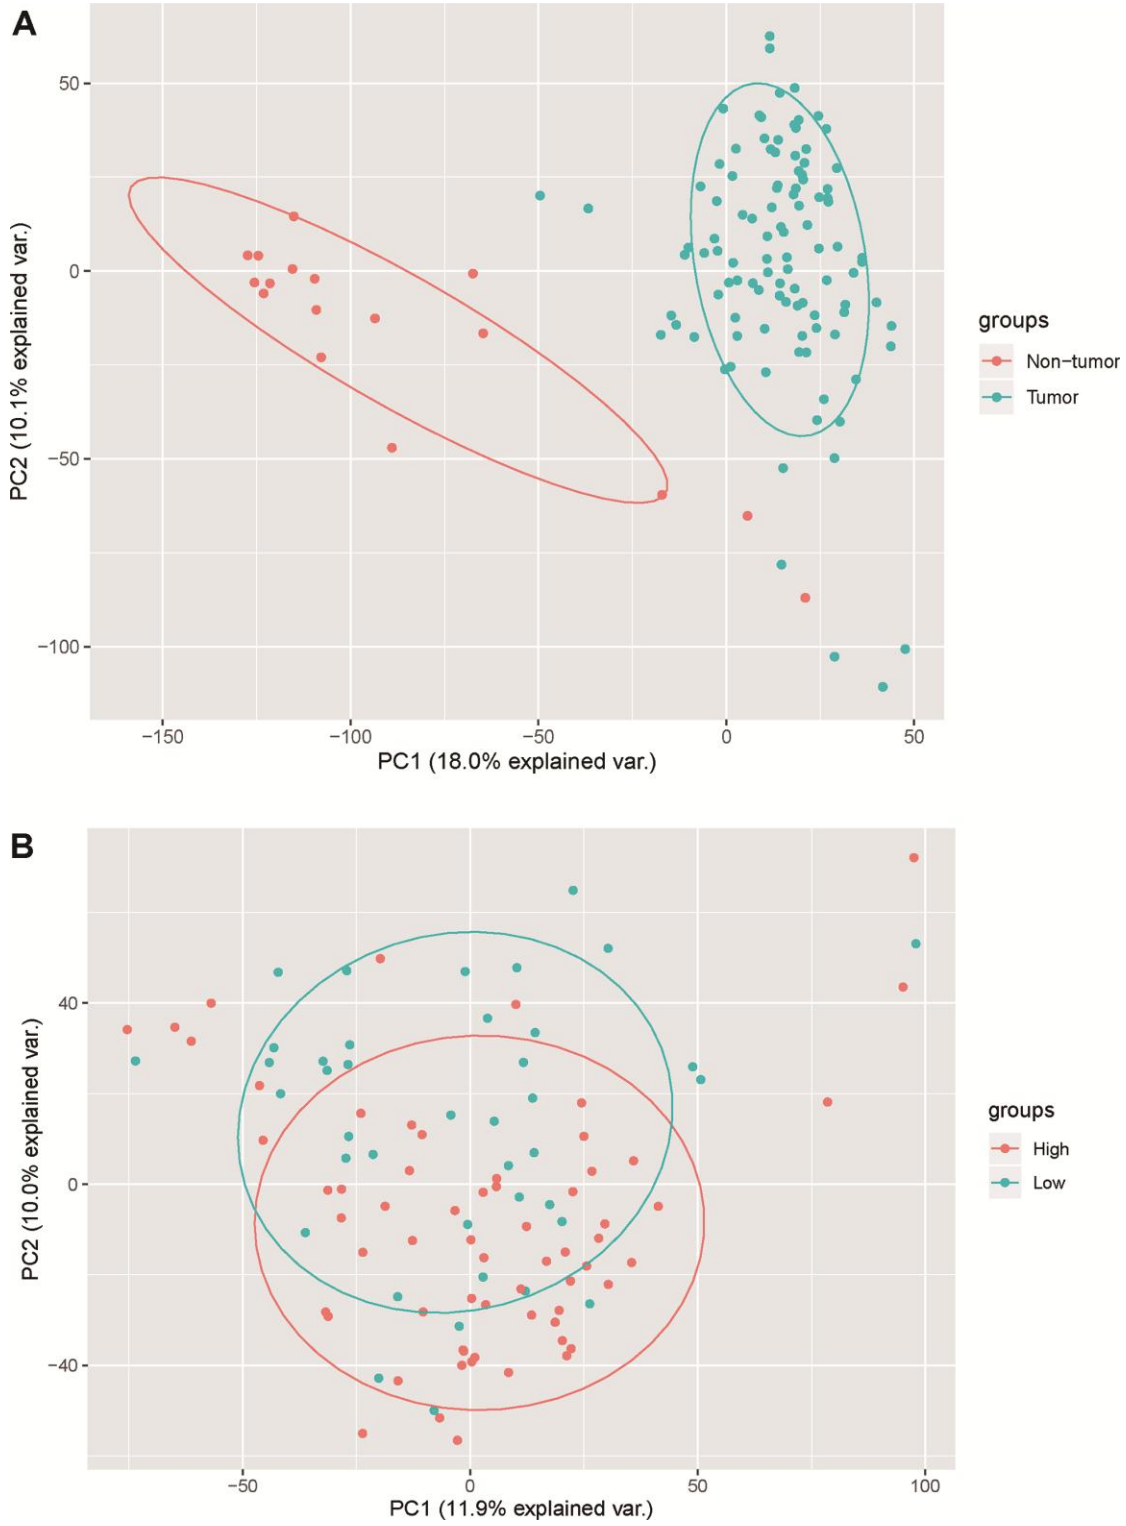 A
50
0
−50
−100
PC2 (10.1% explained var.)
−150
−100
−50
0
50
PC1 (18.0% explained var.)
groups
Non−tumor
Tumor
B
40
0
−40
PC2 (10.0% explained var.)
−50
0
50
100
PC1 (11.9% explained var.)
groups
High
Low